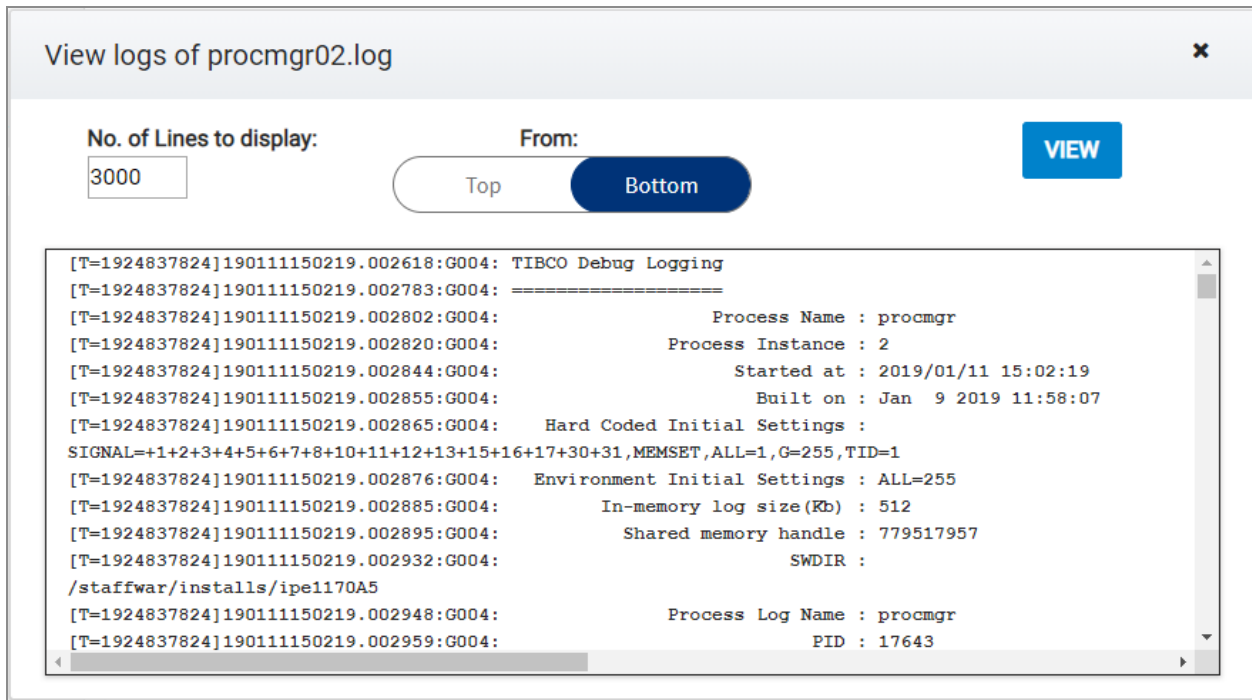 View logs of procmgr02.log
No. of Lines to display:
From:
3000
Top
Bottom
VIEW
[T=1924837824]190111150219.002618:G004: TIBCO Debug Logging
[T=1924837824]190111150219.002783:G004: ===================
[T=1924837824]190111150219.002802:G004:                   Process Name : procmgr
[T=1924837824]190111150219.002820:G004:               Process Instance : 2
[T=1924837824]190111150219.002844:G004:                     Started at : 2019/01/11 15:02:19
[T=1924837824]190111150219.002855:G004:                       Built on : Jan  9 2019 11:58:07
[T=1924837824]190111150219.002865:G004:    Hard Coded Initial Settings :
SIGNAL=+1+2+3+4+5+6+7+8+10+11+12+13+15+16+17+30+31,MEMSET,ALL=1,G=255,TID=1
[T=1924837824]190111150219.002876:G004:   Environment Initial Settings : ALL=255
[T=1924837824]190111150219.002885:G004:         In-memory log size(Kb) : 512
[T=1924837824]190111150219.002895:G004:           Shared memory handle : 779517957
[T=1924837824]190111150219.002932:G004:                          SWDIR :
/staffwar/installs/ipe1170A5
[T=1924837824]190111150219.002948:G004:               Process Log Name : procmgr
[T=1924837824]190111150219.002959:G004:                            PID : 17643